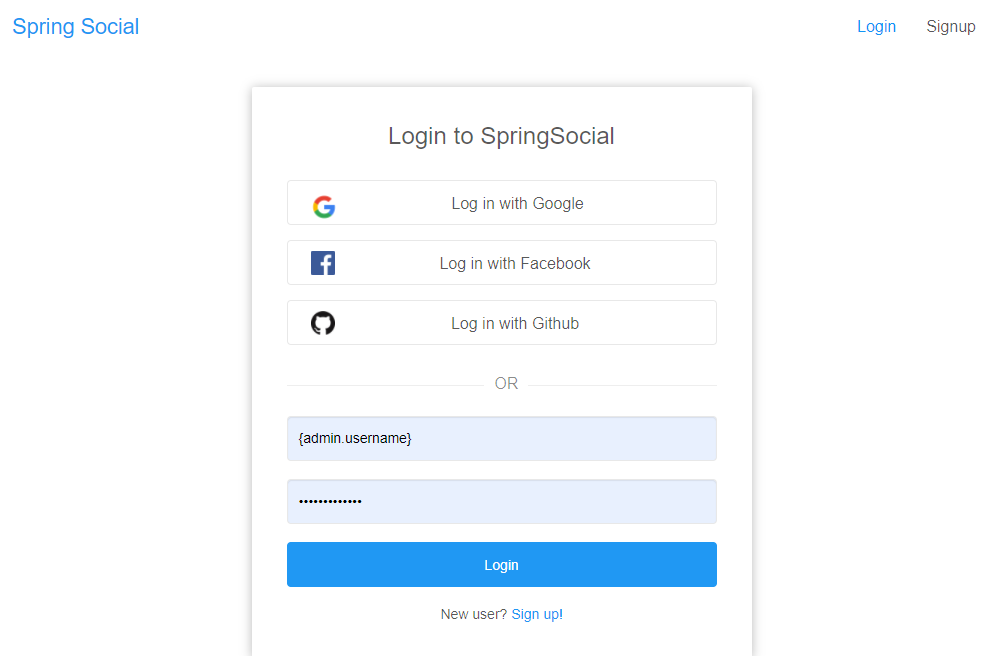 Spring Social
Login
Signup
Login to SpringSocial
Log in with Google
Log in with Facebook
Log in with Github
OR
{admin.username}
•••••••••••••
Login
New user? Sign up!